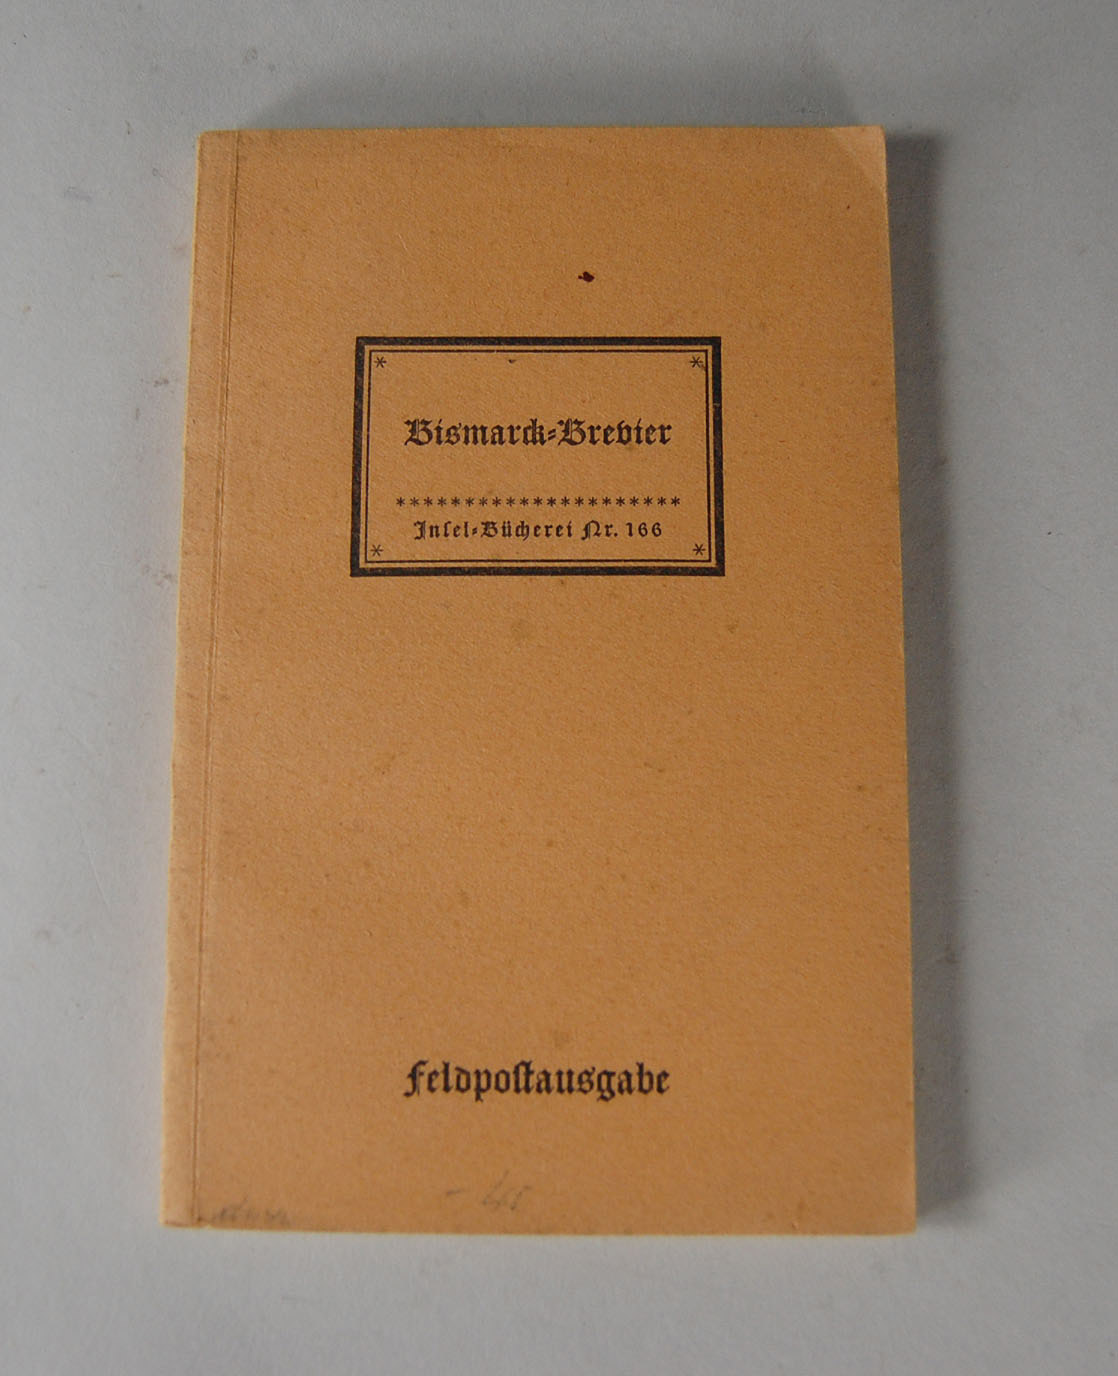 Bismarck=Brevier
*********************
Inſel=Bücherei Nr. 166
Feldpoſtausgabe